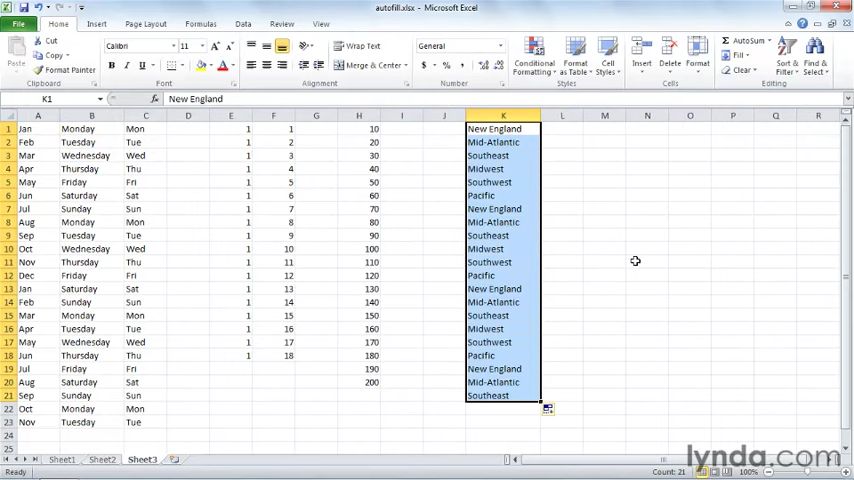 autofill.xlsx - Microsoft Excel
File Home Insert Page Layout Formulas Data Review View
Cut
Copy
Format Painter
Paste
Clipboard
Calibri 11
B I U
Font
Wrap Text
Merge & Center
Alignment
General
$ % ,
Number
Conditional Formatting
Format as Table
Cell Styles
Styles
Insert Delete Format
Cells
AutoSum
Fill
Clear
Sort & Filter
Find & Select
Editing
K1 fx New England
A B C D E F G H I J K L M N O P Q R
1 Jan Monday Mon 1 1 10 New England
2 Feb Tuesday Tue 1 2 20 Mid-Atlantic
3 Mar Wednesday Wed 1 3 30 Southeast
4 Apr Thursday Thu 1 4 40 Midwest
5 May Friday Fri 1 5 50 Southwest
6 Jun Saturday Sat 1 6 60 Pacific
7 Jul Sunday Sun 1 7 70 New England
8 Aug Monday Mon 1 8 80 Mid-Atlantic
9 Sep Tuesday Tue 1 9 90 Southeast
10 Oct Wednesday Wed 1 10 100 Midwest
11 Nov Thursday Thu 1 11 110 Southwest
12 Dec Friday Fri 1 12 120 Pacific
13 Jan Saturday Sat 1 13 130 New England
14 Feb Sunday Sun 1 14 140 Mid-Atlantic
15 Mar Monday Mon 1 15 150 Southeast
16 Apr Tuesday Tue 1 16 160 Midwest
17 May Wednesday Wed 1 17 170 Southwest
18 Jun Thursday Thu 1 18 180 Pacific
19 Jul Friday Fri 190 New England
20 Aug Saturday Sat 200 Mid-Atlantic
21 Sep Sunday Sun Southeast
22 Oct Monday Mon
23 Nov Tuesday Tue
24
25
Sheet1 Sheet2 Sheet3
Ready Count: 21 100%
lynda.com